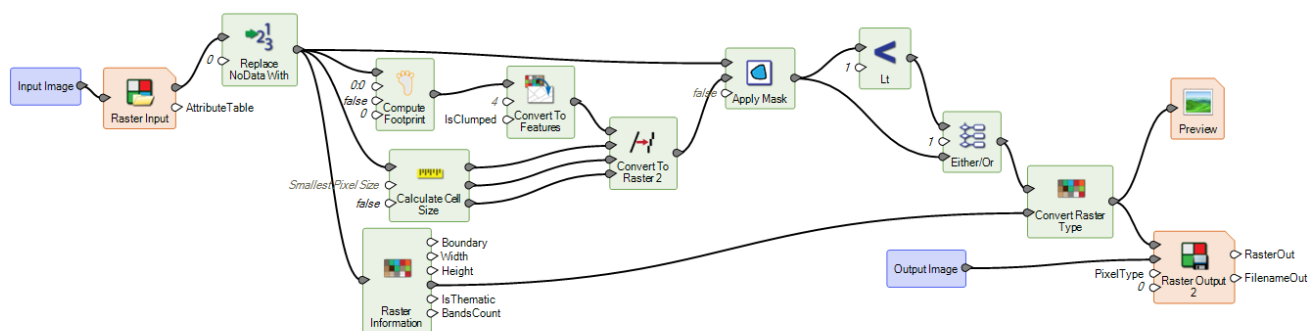 Input Image
Raster Input
AttributeTable
123
Replace
NoData With
0
0:0
false
0
Compute
Footprint
4
IsClumped
Convert To
Features
Smallest Pixel Size
false
Calculate Cell
Size
Convert To
Raster 2
Boundary
Width
Height
IsThematic
BandsCount
Raster
Information
false
Apply Mask
<
1
Lt
1
Either/Or
Convert Raster
Type
Preview
Output Image
PixelType
0
Raster Output
2
RasterOut
FilenameOut